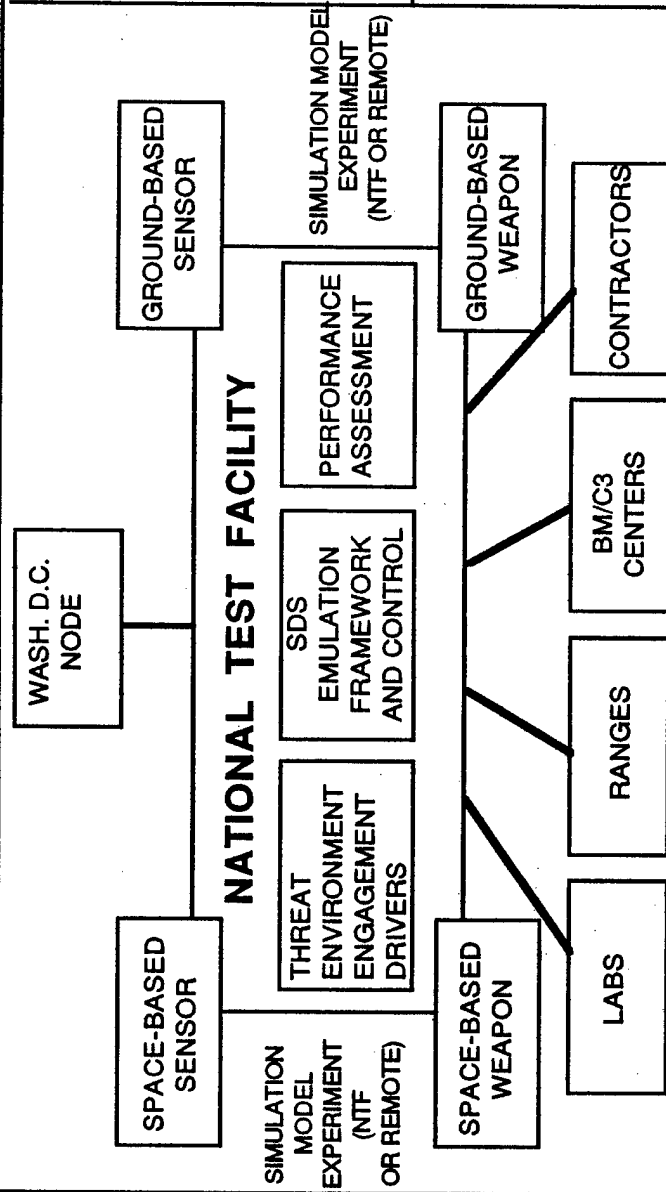 WASH. D.C.
NODE
SPACE-BASED
SENSOR
GROUND-BASED
SENSOR
NATIONAL TEST FACILITY
SIMULATION
MODEL
EXPERIMENT
(NTF
OR REMOTE)
THREAT
ENVIRONMENT
ENGAGEMENT
DRIVERS
SDS
EMULATION
FRAMEWORK
AND CONTROL
PERFORMANCE
ASSESSMENT
SIMULATION MODEL
EXPERIMENT
(NTF OR REMOTE)
SPACE-BASED
WEAPON
GROUND-BASED
WEAPON
LABS
RANGES
BM/C3
CENTERS
CONTRACTORS